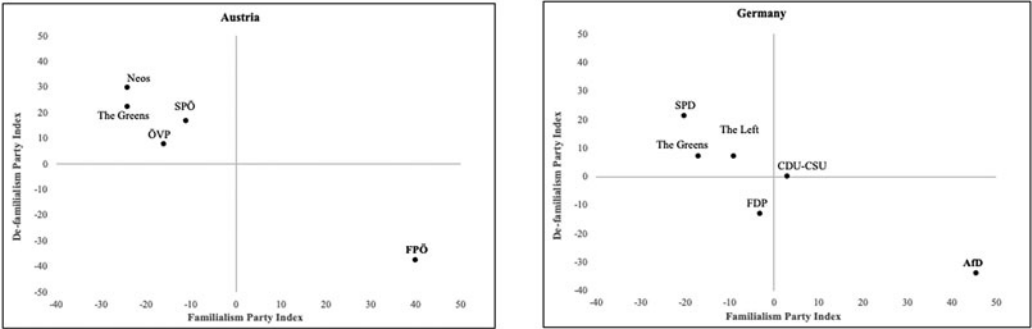 Austria
De-familialism Party Index
50
40
30
20
10
0
-10
-20
-30
-40
-50
Neos
The Greens
SPÖ
ÖVP
FPÖ
-40 -30 -20 -10 0 10 20 30 40 50
Familialism Party Index
Germany
De-familialism Party Index
50
40
30
20
10
0
-10
-20
-30
-40
SPD
The Left
The Greens
CDU-CSU
FDP
AfD
-40 -30 -20 -10 0 10 20 30 40 50
Familialism Party Index